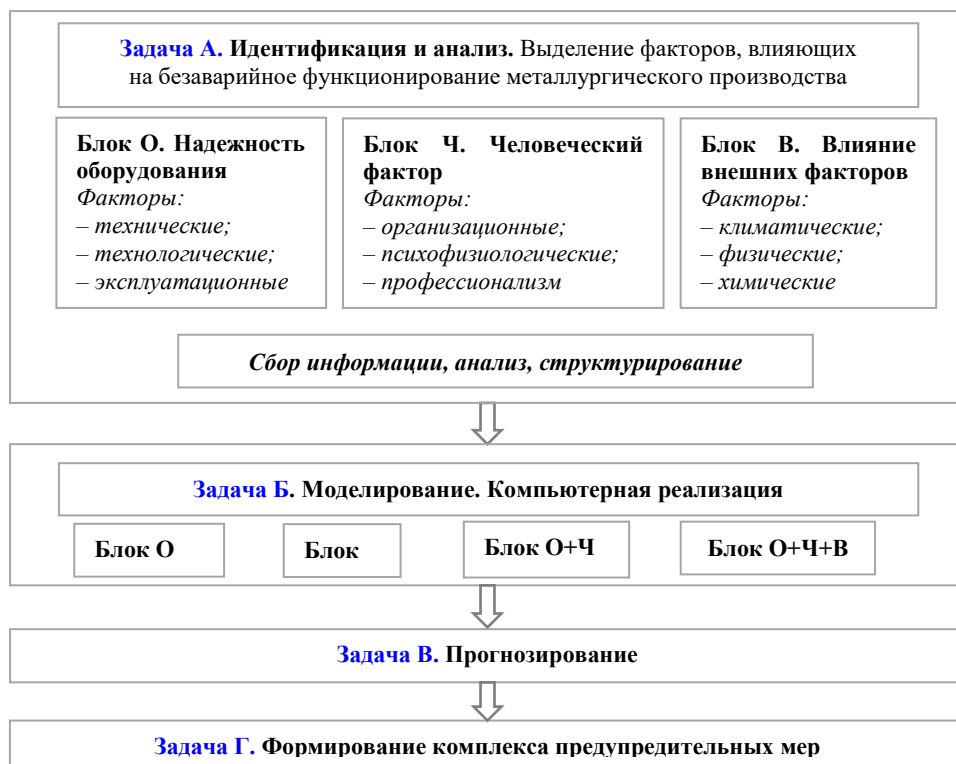 Задача А. Идентификация и анализ. Выделение факторов, влияющих
на безаварийное функционирование металлургического производства
Блок О. Надежность
оборудования
Факторы:
– технические;
– технологические;
– эксплуатационные
Блок Ч. Человеческий
фактор
Факторы:
– организационные;
– психофизиологические;
– профессионализм
Блок В. Влияние
внешних факторов
Факторы:
– климатические;
– физические;
– химические
Сбор информации, анализ, структурирование
Задача Б. Моделирование. Компьютерная реализация
Блок О
Блок
Блок О+Ч
Блок О+Ч+В
Задача В. Прогнозирование
Задача Г. Формирование комплекса предупредительных мер